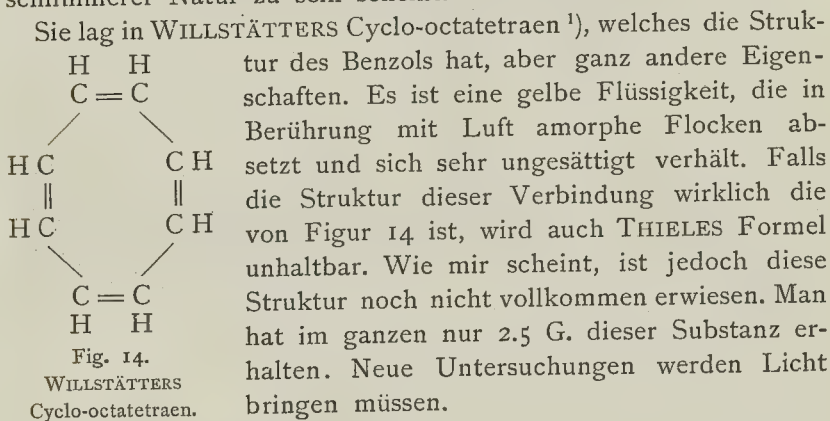 Sie lag in WILLSTÄTTERS Cyclo-octatetraen ¹), welches die Struk-
tur des Benzols hat, aber ganz andere Eigen-
schaften. Es ist eine gelbe Flüssigkeit, die in
Berührung mit Luft amorphe Flocken ab-
setzt und sich sehr ungesättigt verhält. Falls
die Struktur dieser Verbindung wirklich die
von Figur 14 ist, wird auch THIELES Formel
unhaltbar. Wie mir scheint, ist jedoch diese
Struktur noch nicht vollkommen erwiesen. Man
hat im ganzen nur 2.5 G. dieser Substanz er-
halten. Neue Untersuchungen werden Licht
bringen müssen.
H H
C = C
HC CH
|| ||
HC CH
C = C
H H
Fig. 14.
WILLSTÄTTERS
Cyclo-octatetraen.